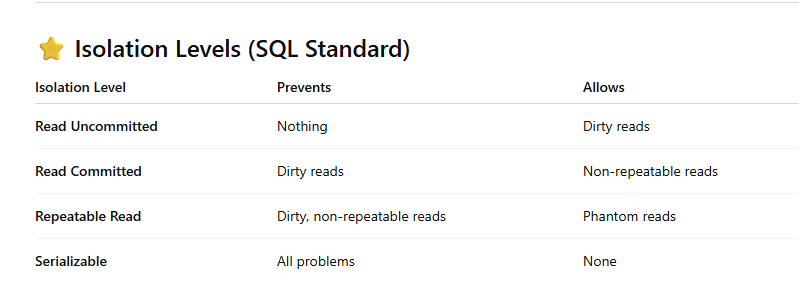 ⭐ Isolation Levels (SQL Standard)
Isolation Level Prevents Allows
Read Uncommitted Nothing Dirty reads
Read Committed Dirty reads Non-repeatable reads
Repeatable Read Dirty, non-repeatable reads Phantom reads
Serializable All problems None